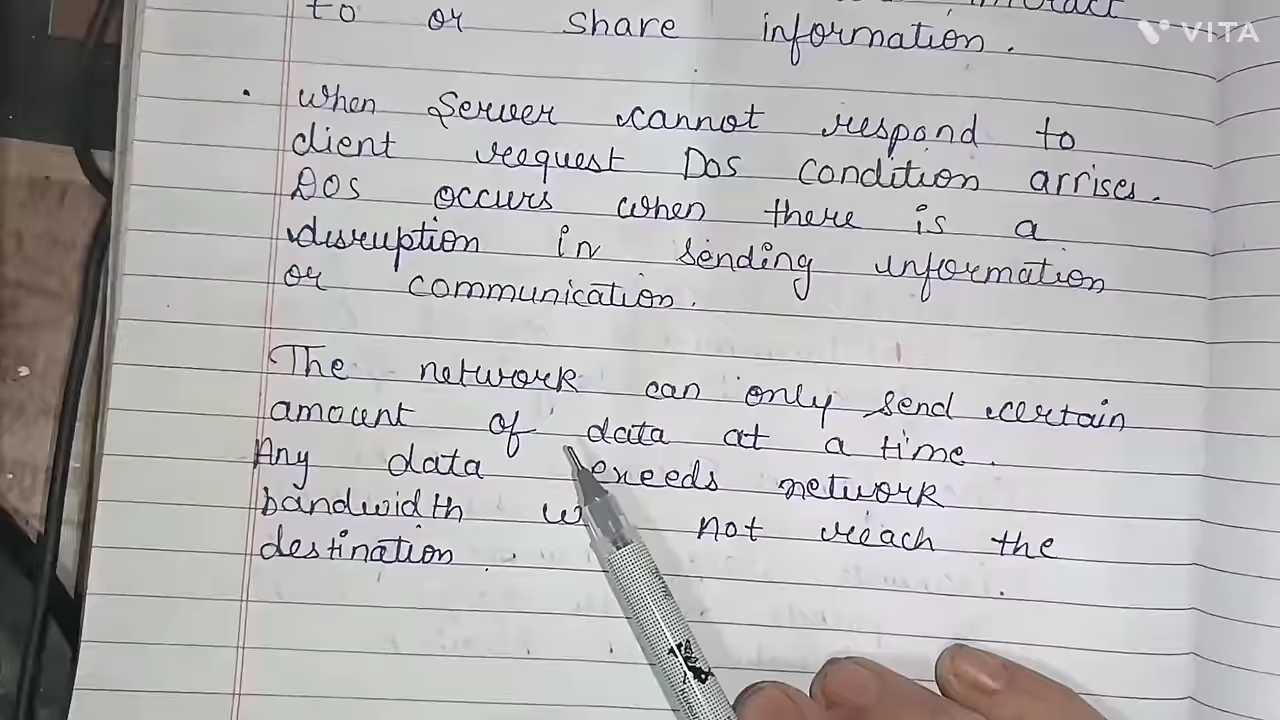 to or share information.
• When Server cannot respond to
client request DOS condition arrises.
DOS occurs when there is a
disruption in sending information
or communication.
The network can only send certain
amount of data at a time.
Any data exeeds network
bandwidth not reach the
destination.
VITA